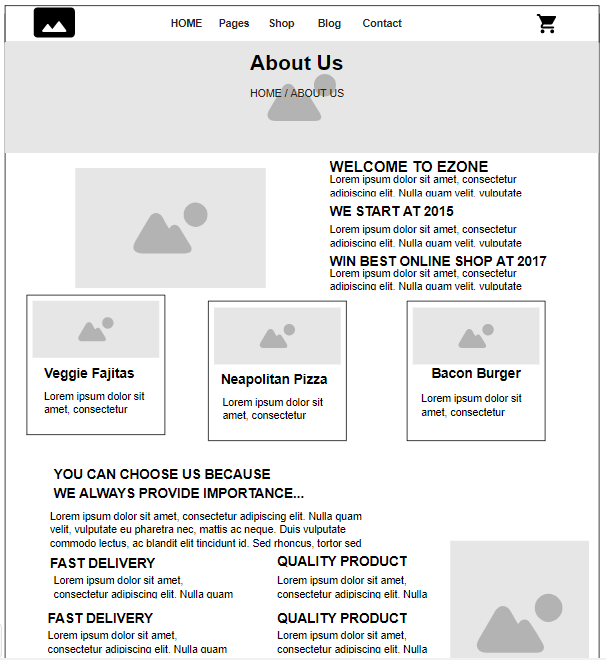 HOME Pages Shop Blog Contact
About Us
HOME / ABOUT US
WELCOME TO EZONE
Lorem ipsum dolor sit amet, consectetur
adipiscing elit. Nulla quam velit, vulputate
WE START AT 2015
Lorem ipsum dolor sit amet, consectetur
adipiscing elit. Nulla quam velit, vulputate
WIN BEST ONLINE SHOP AT 2017
Lorem ipsum dolor sit amet, consectetur
adipiscing elit. Nulla quam velit, vulputate
Veggie Fajitas
Lorem ipsum dolor sit
amet, consectetur
Neapolitan Pizza
Lorem ipsum dolor sit
amet, consectetur
Bacon Burger
Lorem ipsum dolor sit
amet, consectetur
YOU CAN CHOOSE US BECAUSE
WE ALWAYS PROVIDE IMPORTANCE...
Lorem ipsum dolor sit amet, consectetur adipiscing elit. Nulla quam
velit, vulputate eu pharetra nec, mattis ac neque. Duis vulputate
commodo lectus, ac blandit elit tincidunt id. Sed rhoncus, tortor sed
FAST DELIVERY
Lorem ipsum dolor sit amet,
consectetur adipiscing elit. Nulla quam
QUALITY PRODUCT
Lorem ipsum dolor sit amet,
consectetur adipiscing elit. Nulla
FAST DELIVERY
Lorem ipsum dolor sit amet,
consectetur adipiscing elit. Nulla quam
QUALITY PRODUCT
Lorem ipsum dolor sit amet,
consectetur adipiscing elit. Nulla